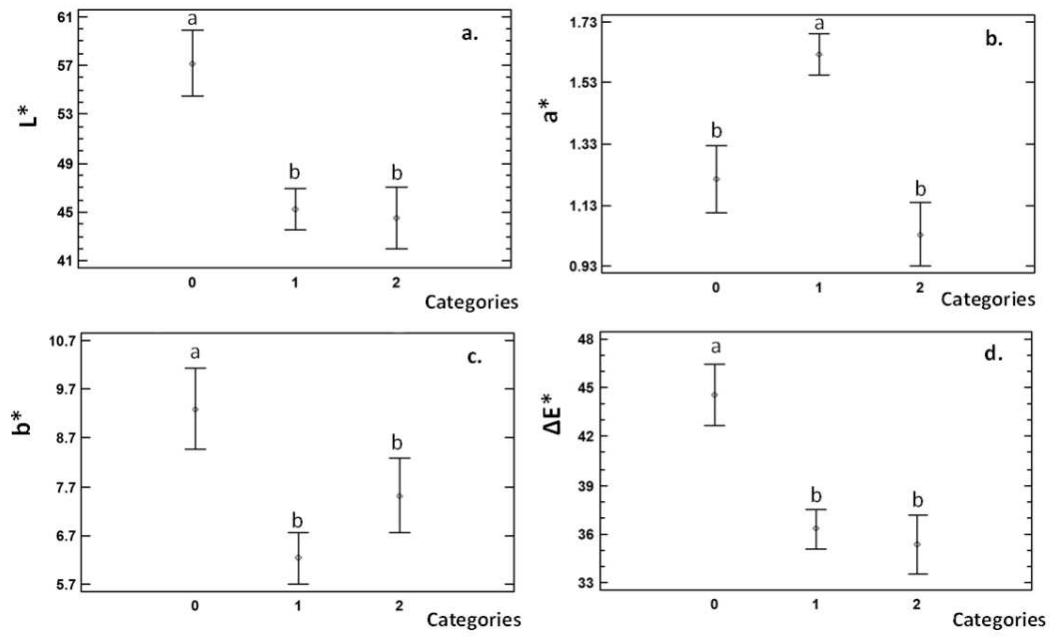 61
57
53
49
45
41
L*
a
b
b
a.
0 1 2
Categories
1.73
1.53
1.33
1.13
0.93
a*
b
a
b
b.
0 1 2
Categories
10.7
9.7
8.7
7.7
6.7
5.7
b*
a
b
b
c.
0 1 2
Categories
48
45
42
39
36
33
ΔE*
a
b
b
d.
0 1 2
Categories